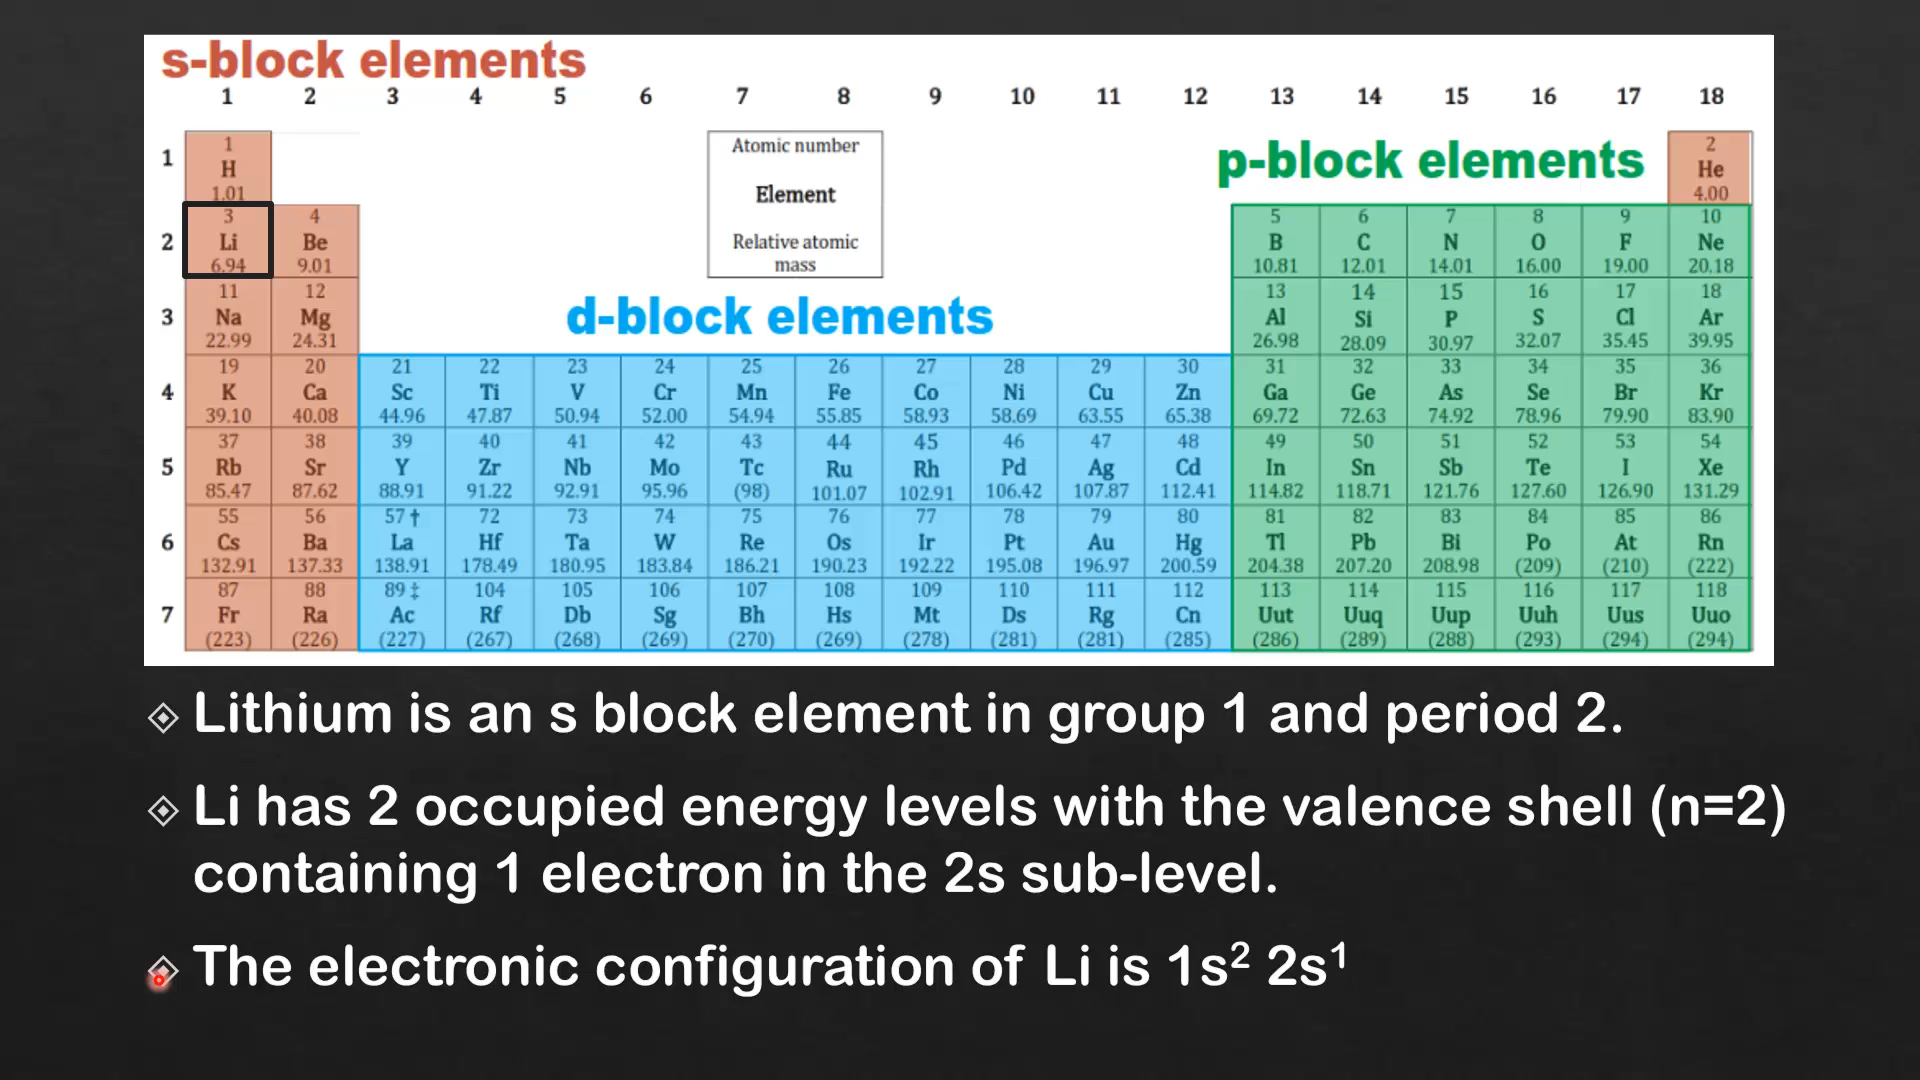 s-block elements
1 2 3 4 5 6 7 8 9 10 11 12 13 14 15 16 17 18
1 1 Atomic number p-block elements 2
H Element He
1.01 4.00
2 3 4 Relative atomic mass 5 6 7 8 9 10
Li Be B C N O F Ne
6.94 9.01 10.81 12.01 14.01 16.00 19.00 20.18
3 11 12 d-block elements 13 14 15 16 17 18
Na Mg Al Si P S Cl Ar
22.99 24.31 26.98 28.09 30.97 32.07 35.45 39.95
4 19 20 21 22 23 24 25 26 27 28 29 30 31 32 33 34 35 36
K Ca Sc Ti V Cr Mn Fe Co Ni Cu Zn Ga Ge As Se Br Kr
39.10 40.08 44.96 47.87 50.94 52.00 54.94 55.85 58.93 58.69 63.55 65.38 69.72 72.63 74.92 78.96 79.90 83.90
5 37 38 39 40 41 42 43 44 45 46 47 48 49 50 51 52 53 54
Rb Sr Y Zr Nb Mo Tc Ru Rh Pd Ag Cd In Sn Sb Te I Xe
85.47 87.62 88.91 91.22 92.91 95.96 (98) 101.07 102.91 106.42 107.87 112.41 114.82 118.71 121.76 127.60 126.90 131.29
6 55 56 57 † 72 73 74 75 76 77 78 79 80 81 82 83 84 85 86
Cs Ba La Hf Ta W Re Os Ir Pt Au Hg Tl Pb Bi Po At Rn
132.91 137.33 138.91 178.49 180.95 183.84 186.21 190.23 192.22 195.08 196.97 200.59 204.38 207.20 208.98 (209) (210) (222)
7 87 88 89 ‡ 104 105 106 107 108 109 110 111 112 113 114 115 116 117 118
Fr Ra Ac Rf Db Sg Bh Hs Mt Ds Rg Cn Uut Uuq Uup Uuh Uus Uuo
(223) (226) (227) (267) (268) (269) (270) (269) (278) (281) (281) (285) (286) (289) (288) (293) (294) (294)
Lithium is an s block element in group 1 and period 2.
Li has 2 occupied energy levels with the valence shell (n=2)
containing 1 electron in the 2s sub-level.
The electronic configuration of Li is 1s² 2s¹